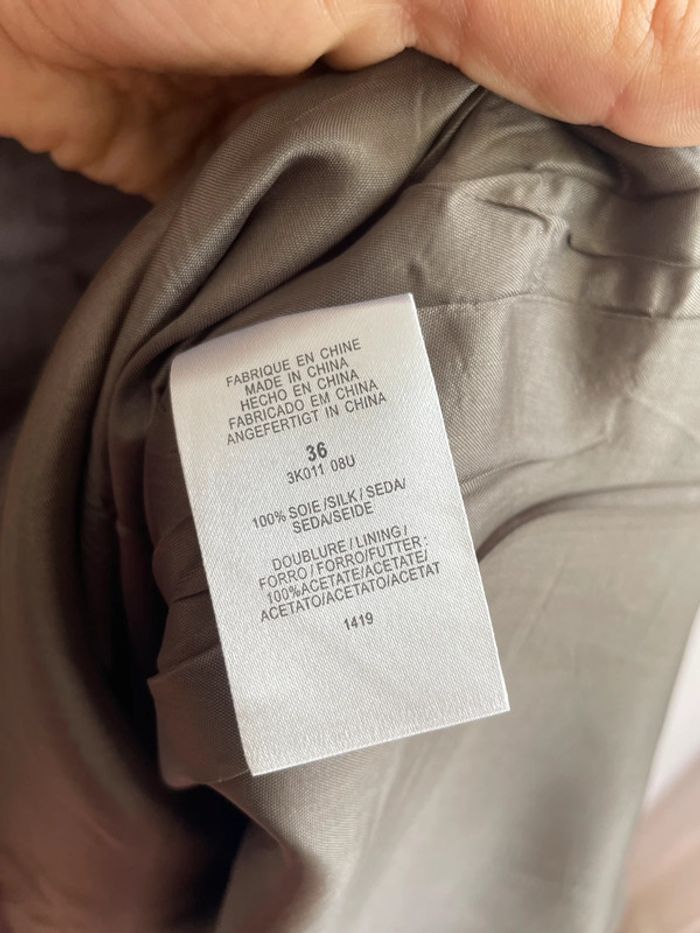 FABRIQUE EN CHINE
MADE IN CHINA
HECHO EN CHINA
FABRICADO EM CHINA
ANGEFERTIGT IN CHINA
36
3K011 08U
100% SOIE/SILK/SEDA/
SEDA/SEIDE
DOUBLURE/LINING/
FORRO/FORRO/FUTTER:
100%ACETATE/ACETATE/
ACETATO/ACETATO/ACETAT
1419